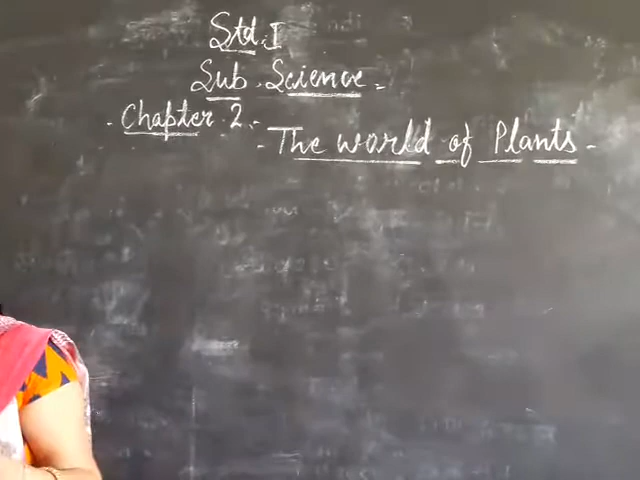 Std. I
Sub. Science.
Chapter 2.-
- The world of Plants -